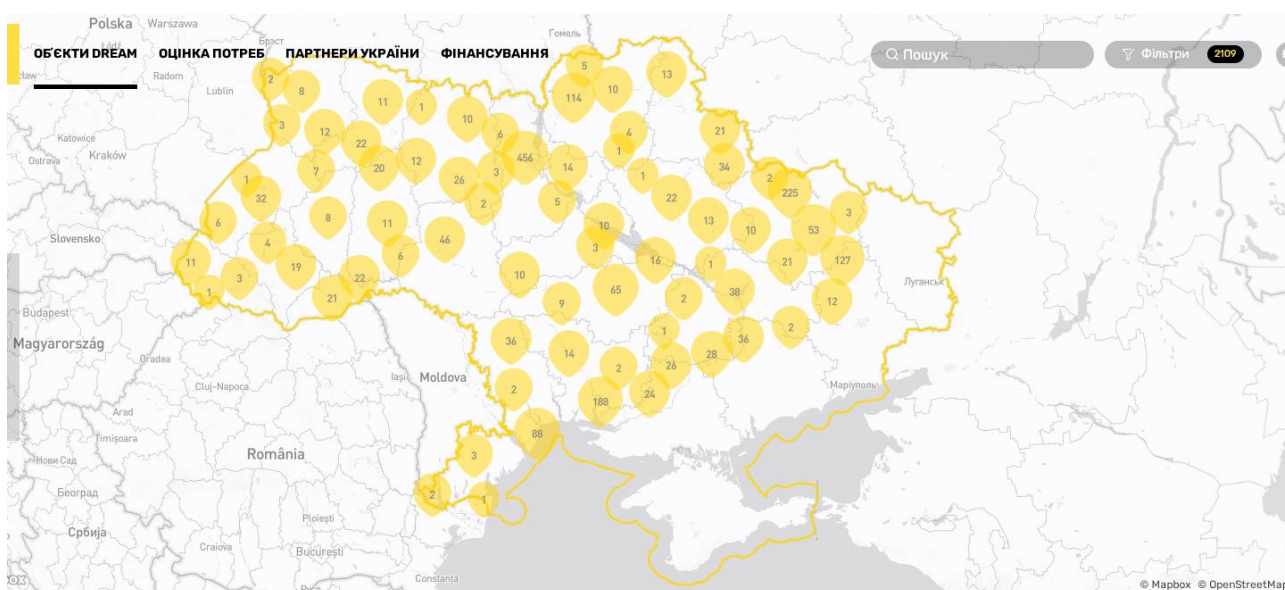 Polska
Warszawa
Гомель
ОБ'ЄКТИ DREAM
ОЦІНКА ПОТРЕБ
ПАРТНЕРИ УКРАЇНИ
ФІНАНСУВАННЯ
Пошук
Фільтри
2109
Radom
Lublin
Katowice
Ostrava
Kraków
Slovensko
Budapest
Magyarország
Oradea
Cluj-Napoca
Arad
Timișoara
Нови Сад
Београд
Србија
România
Craiova
Ploiești
București
Constanta
Iași
Moldova
Луганськ
Маріуполь
5
13
10
114
2
8
11
1
10
6
3
12
22
4
1
21
456
14
7
20
12
26
3
2
1
34
2
225
1
32
5
22
3
6
8
11
10
13
10
53
4
46
3
6
16
1
21
127
11
3
19
22
10
65
2
38
12
1
21
9
1
2
36
14
28
36
2
26
2
188
24
88
3
2
1
© Mapbox © OpenStreetMap